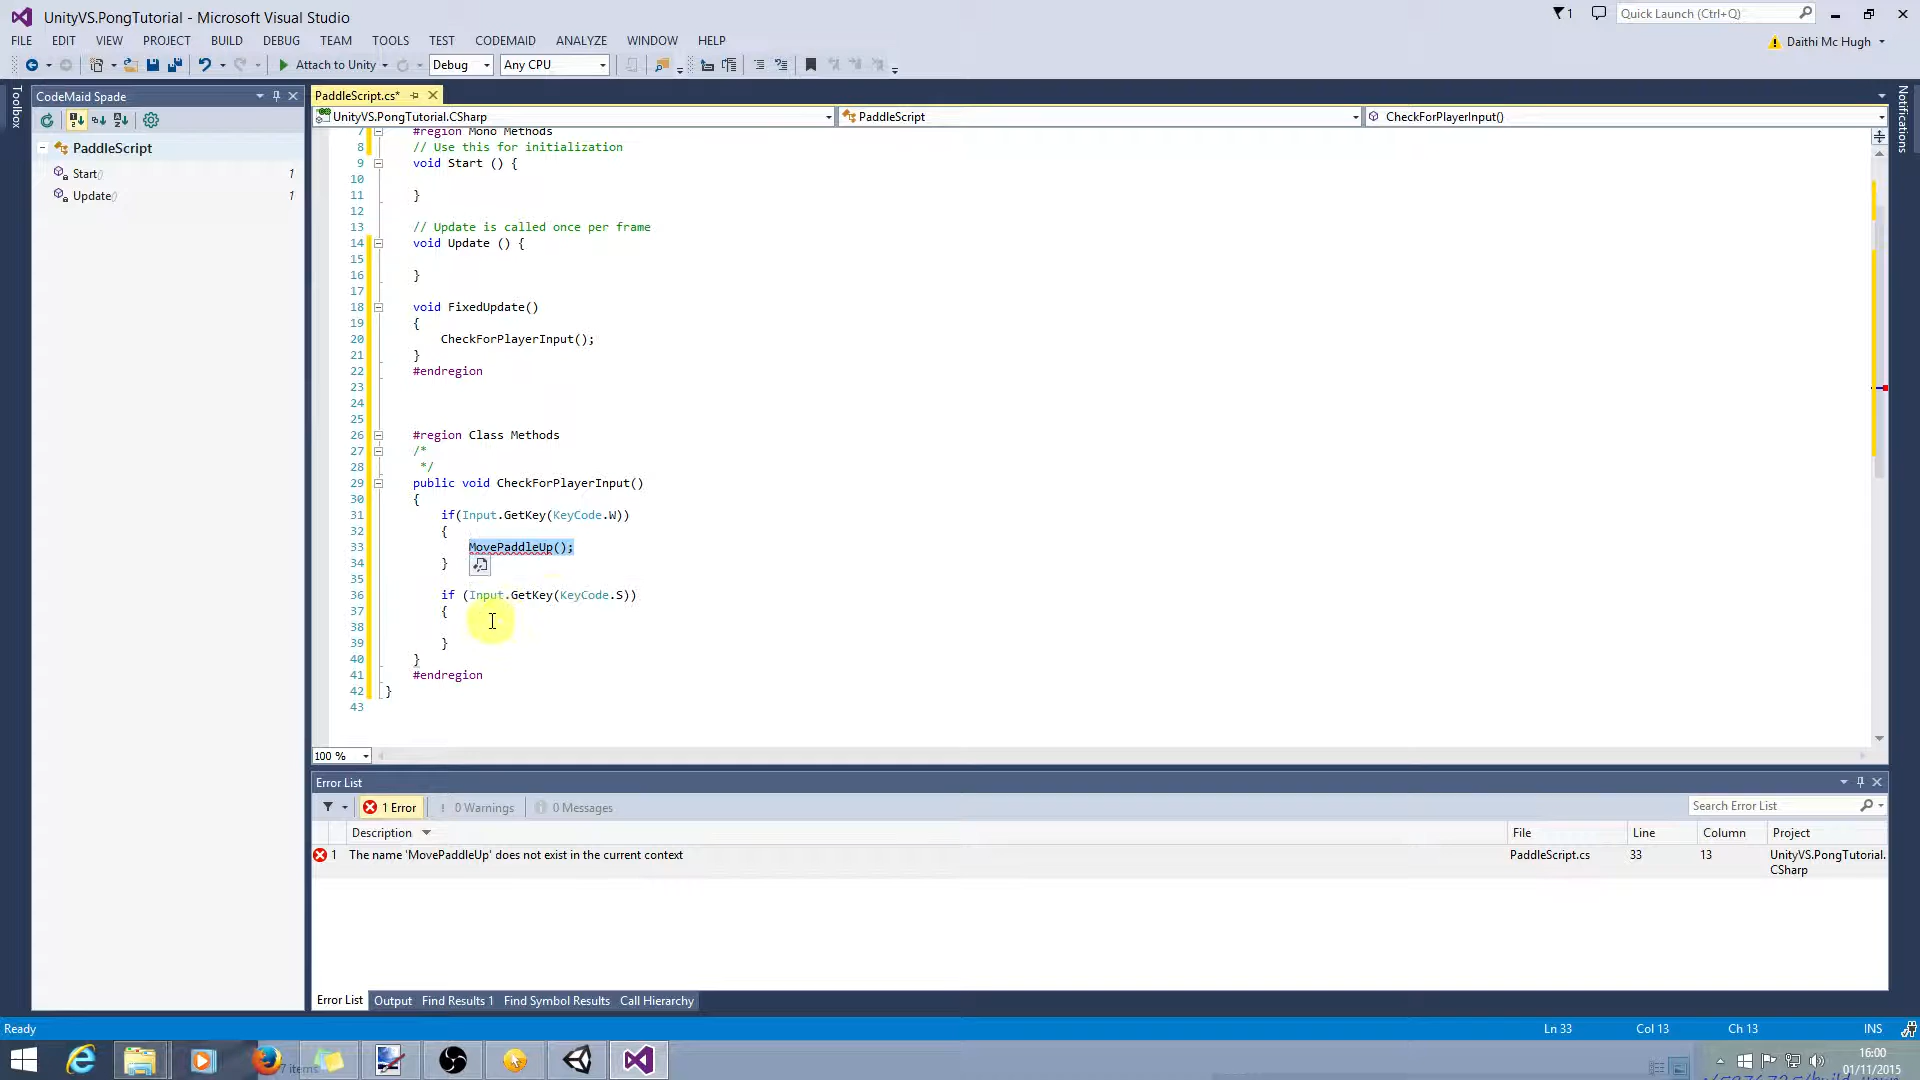 UnityVS.PongTutorial - Microsoft Visual Studio
1
Quick Launch (Ctrl+Q)
FILE EDIT VIEW PROJECT BUILD DEBUG TEAM TOOLS TEST CODEMAID ANALYZE WINDOW HELP
Daithi Mc Hugh
Attach to Unity Debug Any CPU
Toolbox
CodeMaid Spade
PaddleScript.cs*
Notifications
UnityVS.PongTutorial.CSharp PaddleScript CheckForPlayerInput()
PaddleScript
Start() 1
Update() 1
7 #region Mono Methods
8 // Use this for initialization
9 void Start () {
10
11 }
12
13 // Update is called once per frame
14 void Update () {
15
16 }
17
18 void FixedUpdate()
19 {
20 CheckForPlayerInput();
21 }
22 #endregion
23
24
25
26 #region Class Methods
27 /*
28 */
29 public void CheckForPlayerInput()
30 {
31 if(Input.GetKey(KeyCode.W))
32 {
33 MovePaddleUp();
34 }
35
36 if (Input.GetKey(KeyCode.S))
37 {
38
39 }
40 }
41 #endregion
42 }
43
100 %
Error List
1 Error 0 Warnings 0 Messages
Search Error List
Description File Line Column Project
1 The name 'MovePaddleUp' does not exist in the current context PaddleScript.cs 33 13 UnityVS.PongTutorial.
CSharp
Error List Output Find Results 1 Find Symbol Results Call Hierarchy
Ready Ln 33 Col 13 Ch 13 INS
7 items
16:00
01/11/2015